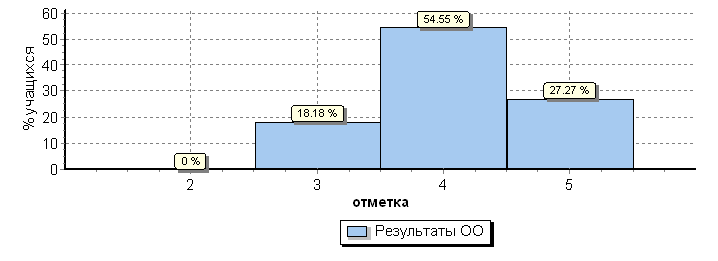 % учащихся
60
50
40
30
20
10
0
0 %
18.18 %
54.55 %
27.27 %
2 3 4 5
отметка
Результаты ОО